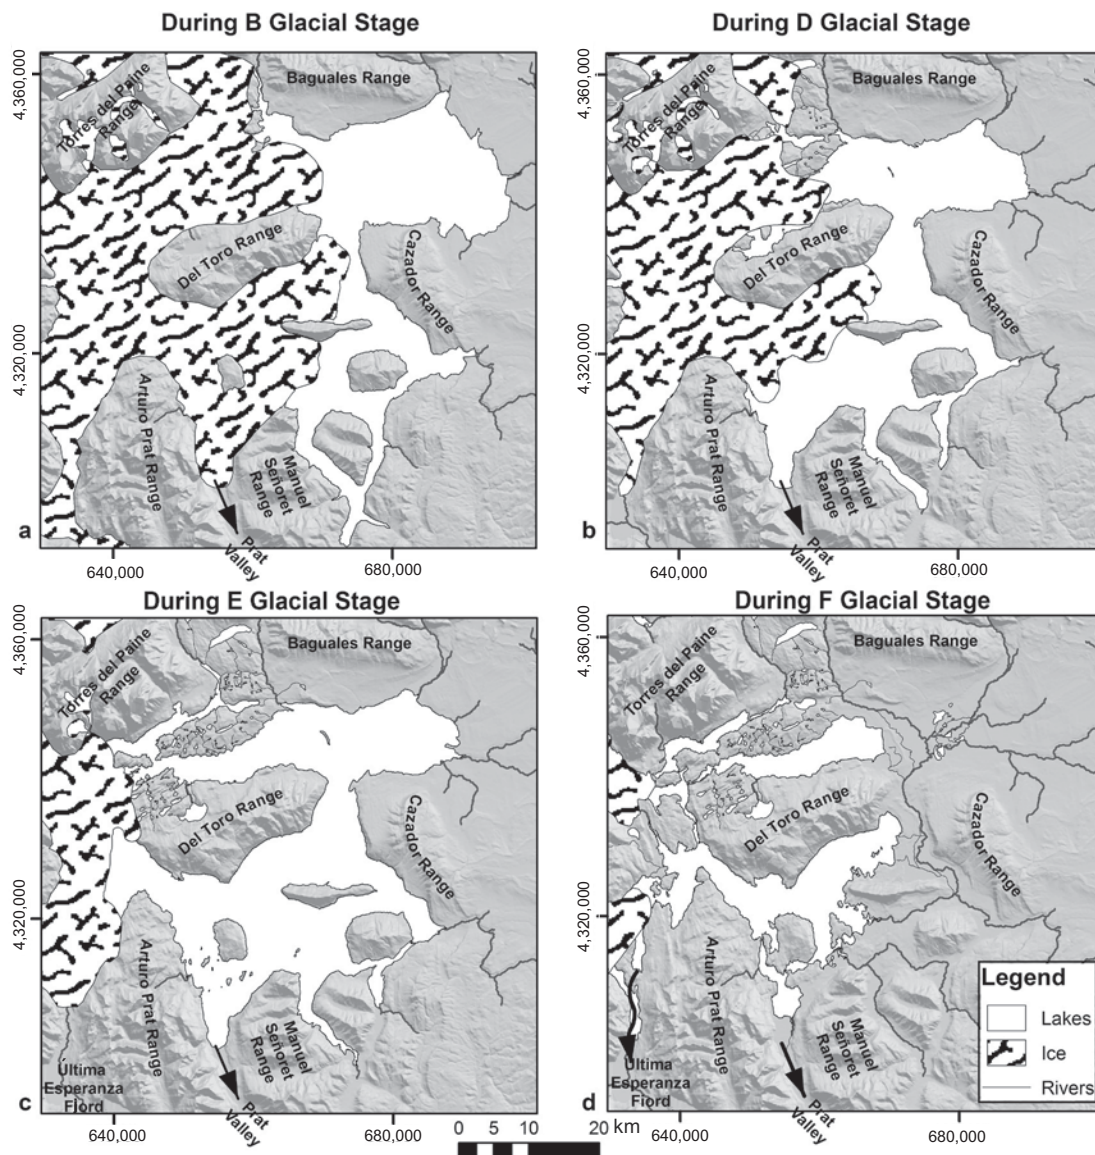 During B Glacial Stage
During D Glacial Stage
4,360,000
4,320,000
Torres del Paine
Range
Baguales Range
Del Toro Range
Cazador Range
Arturo Prat Range
Manuel
Señoret
Range
Prat
Valley
a
640,000
680,000
4,360,000
4,320,000
Torres del Paine
Range
Baguales Range
Del Toro Range
Cazador Range
Arturo Prat Range
Manuel
Señoret
Range
Prat
Valley
b
640,000
680,000
During E Glacial Stage
During F Glacial Stage
4,360,000
4,320,000
Torres del Paine
Range
Baguales Range
Del Toro Range
Cazador Range
Arturo Prat Range
Manuel
Señoret
Range
Última
Esperanza
Fiord
Prat
Valley
c
640,000
680,000
4,360,000
4,320,000
Torres del Paine
Range
Baguales Range
Del Toro Range
Cazador Range
Arturo Prat Range
Manuel
Señoret
Range
Última
Esperanza
Fiord
Prat
Valley
d
Legend
Lakes
Ice
Rivers
640,000
680,000
0 5 10 20 km